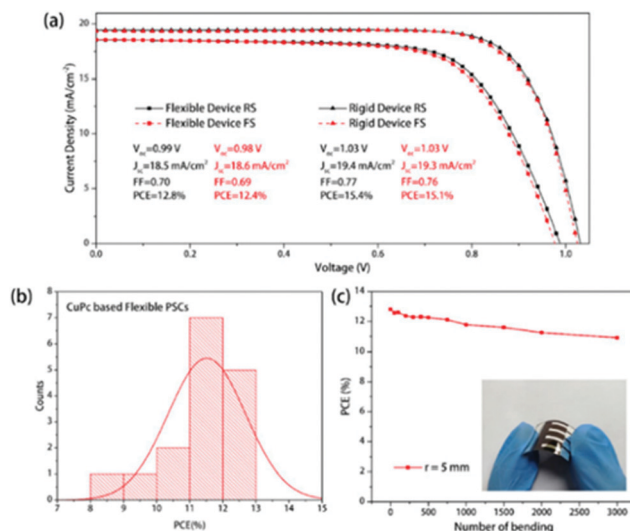 (a)
20
15
10
5
0
Current Density (mA/cm²)
Flexible Device RS
Flexible Device FS
Rigid Device RS
Rigid Device FS
V_oc=0.99 V
V_oc=0.98 V
V_oc=1.03 V
V_oc=1.03 V
J_sc=18.5 mA/cm²
J_sc=18.6 mA/cm²
J_sc=19.4 mA/cm²
J_sc=19.3 mA/cm²
FF=0.70
FF=0.69
FF=0.77
FF=0.76
PCE=12.8%
PCE=12.4%
PCE=15.4%
PCE=15.1%
0.0 0.2 0.4 0.6 0.8 1.0
Voltage (V)
(b)
CuPc based Flexible PSCs
8
6
4
2
0
Counts
7 8 9 10 11 12 13 14 15
PCE(%)
(c)
16
14
12
10
8
6
4
2
0
PCE (%)
r = 5 mm
0 500 1000 1500 2000 2500 3000
Number of bending